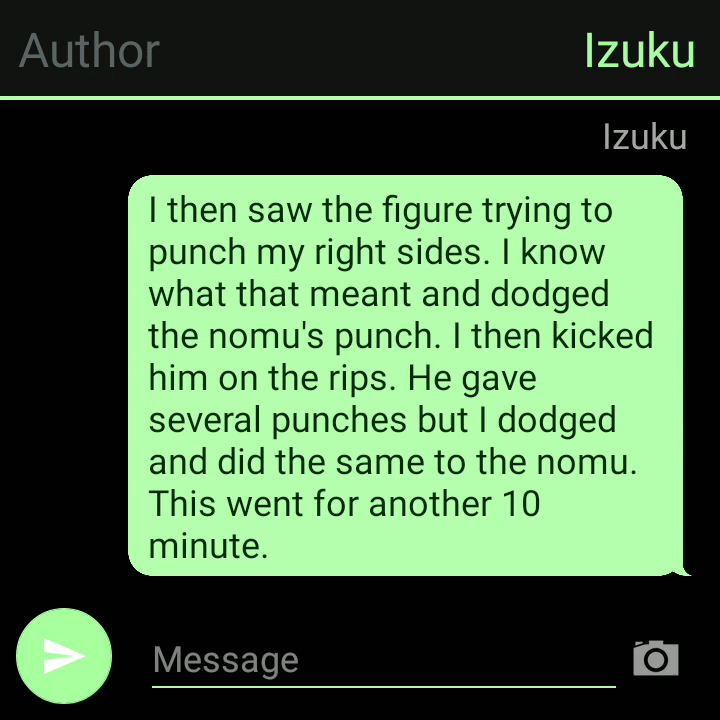 Author
Izuku
Izuku
I then saw the figure trying to
punch my right sides. I know
what that meant and dodged
the nomu's punch. I then kicked
him on the rips. He gave
several punches but I dodged
and did the same to the nomu.
This went for another 10
minute.
Message